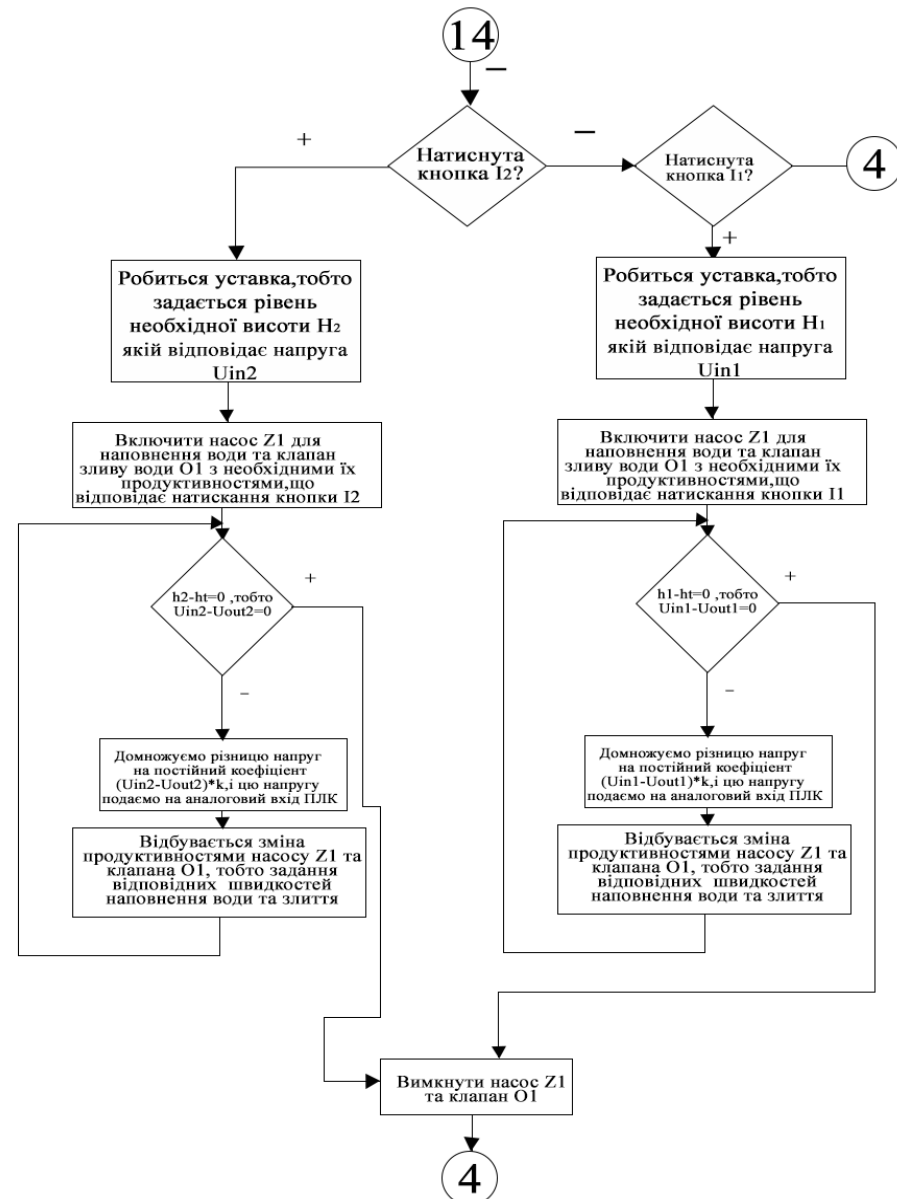 14
−
+
−
Натиснута
кнопка I2?
Натиснута
кнопка I1?
4
+
Робиться уставка,тобто
задається рівень
необхідної висоти H2
якій відповідає напруга
Uin2
Робиться уставка,тобто
задається рівень
необхідної висоти H1
якій відповідає напруга
Uin1
Включити насос Z1 для
наповнення води та клапан
зливу води O1 з необхідними їх
продуктивностями,що
відповідає натискання кнопки I2
Включити насос Z1 для
наповнення води та клапан
зливу води O1 з необхідними їх
продуктивностями,що
відповідає натискання кнопки I1
h2-ht=0 ,тобто
Uin2-Uout2=0
+
−
h1-ht=0 ,тобто
Uin1-Uout1=0
+
−
Домножуємо різницю напруг
на постійний коефіцієнт
(Uin2-Uout2)*k,і цю напругу
подаємо на аналоговий вхід ПЛК
Домножуємо різницю напруг
на постійний коефіцієнт
(Uin1-Uout1)*k,і цю напругу
подаємо на аналоговий вхід ПЛК
Відбувається зміна
продуктивностями насосу Z1 та
клапана O1, тобто задання
відповідних швидкостей
наповнення води та злиття
Відбувається зміна
продуктивностями насосу Z1 та
клапана O1, тобто задання
відповідних швидкостей
наповнення води та злиття
Вимкнути насос Z1
та клапан O1
4